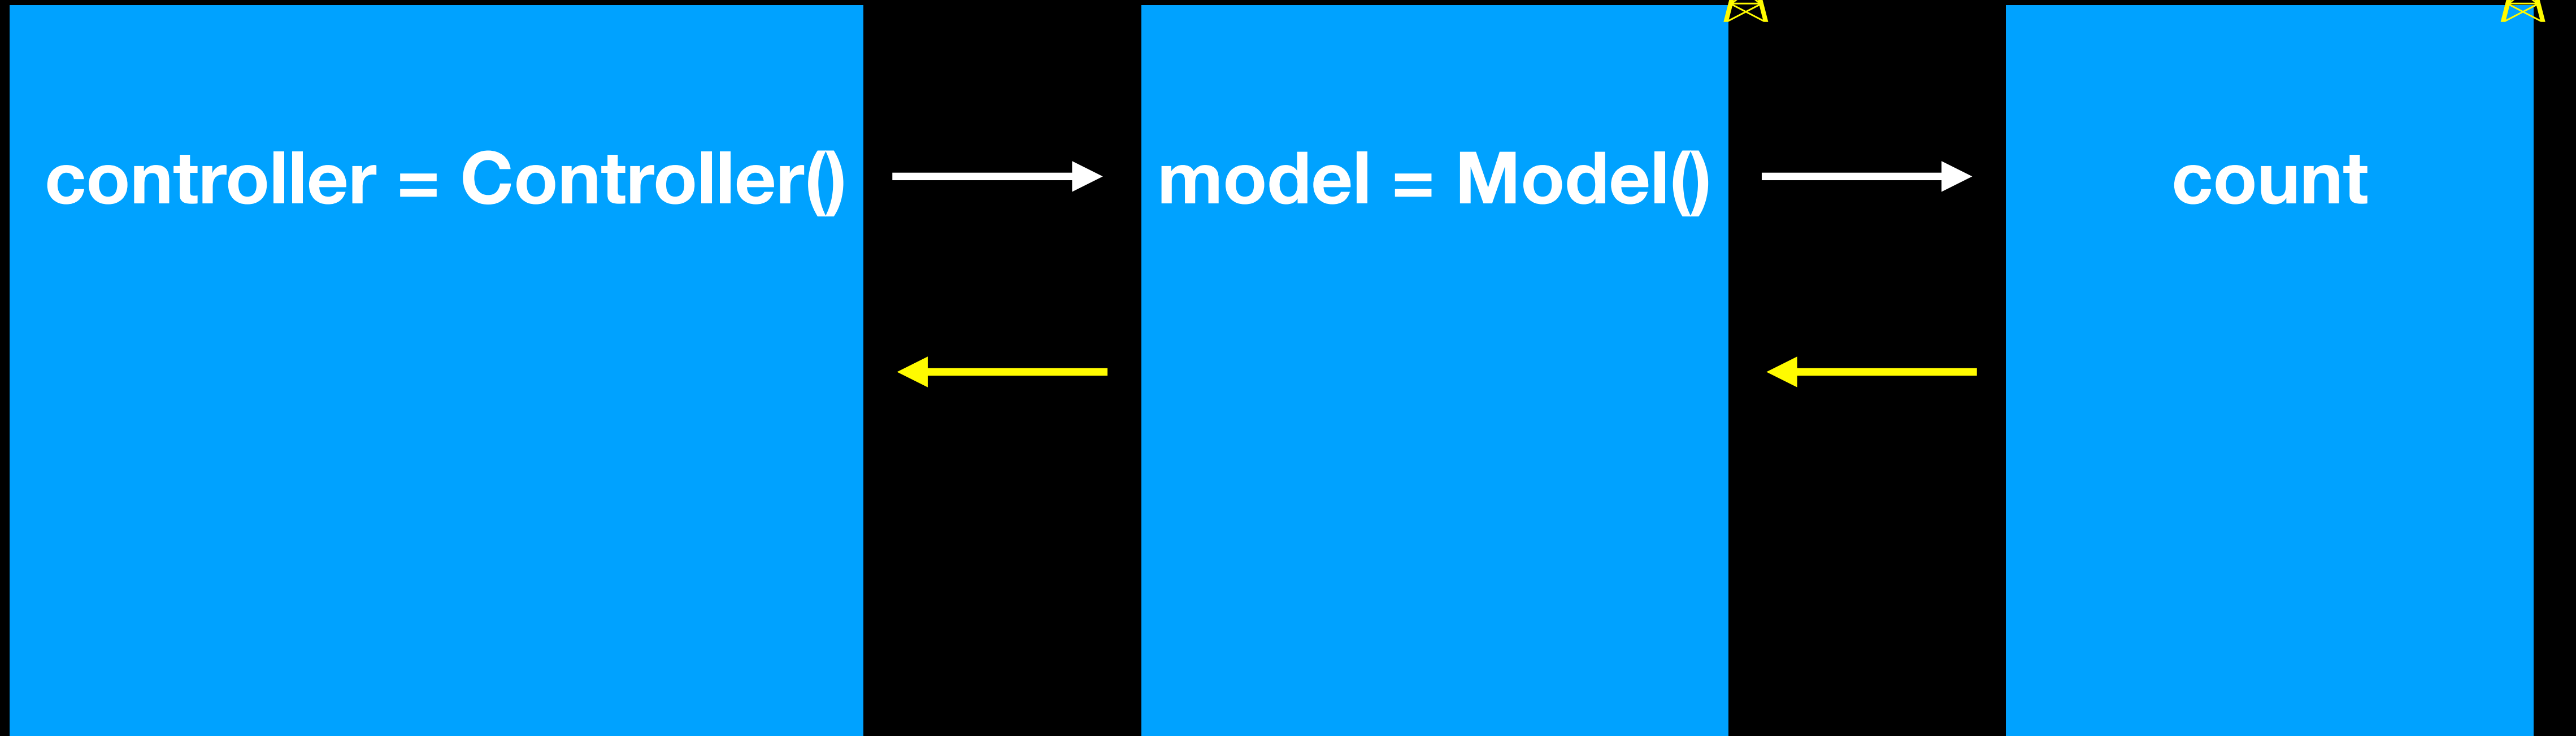 controller = Controller()
model = Model()
count